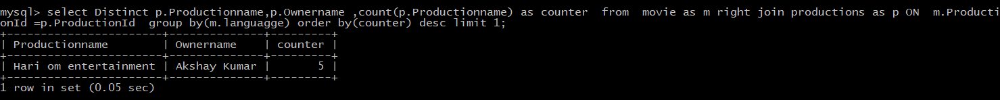 mysql> select Distinct p.Productionname,p.Ownername ,count(p.Productionname) as counter  from  movie as m right join productions as p ON  m.Producti
onId =p.ProductionId  group by(m.languagge) order by(counter) desc limit 1;
+-----------------------+--------------+---------+
| Productionname        | Ownername    | counter |
+-----------------------+--------------+---------+
| Hari om entertainment | Akshay Kumar |       5 |
+-----------------------+--------------+---------+
1 row in set (0.05 sec)